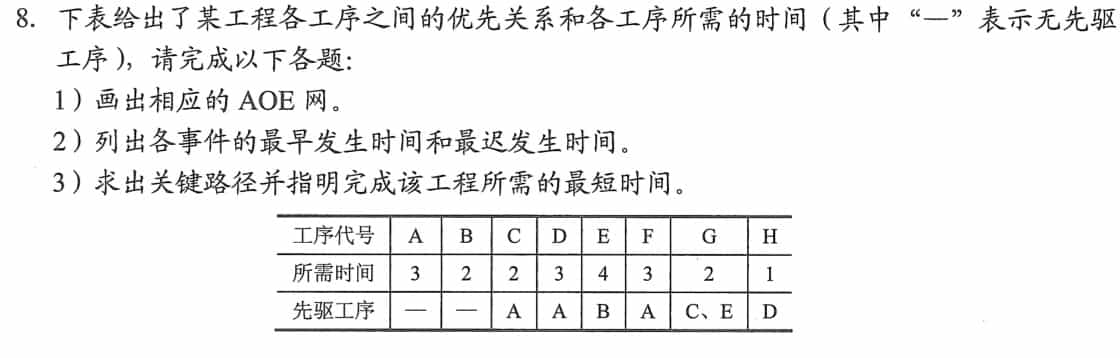 8. 下表给出了某工程各工序之间的优先关系和各工序所需的时间（其中“—”表示无先驱
工序），请完成以下各题：
1）画出相应的 AOE 网。
2）列出各事件的最早发生时间和最迟发生时间。
3）求出关键路径并指明完成该工程所需的最短时间。
工序代号 A B C D E F G H
所需时间 3 2 2 3 4 3 2 1
先驱工序 — — A A B A C、E D